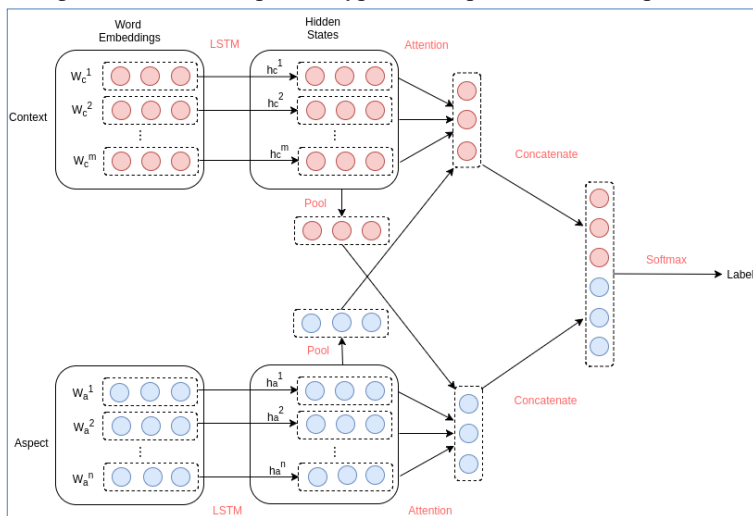 Word
Embeddings
Hidden
States
LSTM
Attention
Context
Wc1
hc1
Wc2
hc2
⋮
⋮
Wcm
hcm
Concatenate
Pool
Softmax
Label
Pool
Aspect
Wa1
ha1
Wa2
ha2
⋮
⋮
Wan
han
Concatenate
LSTM
Attention